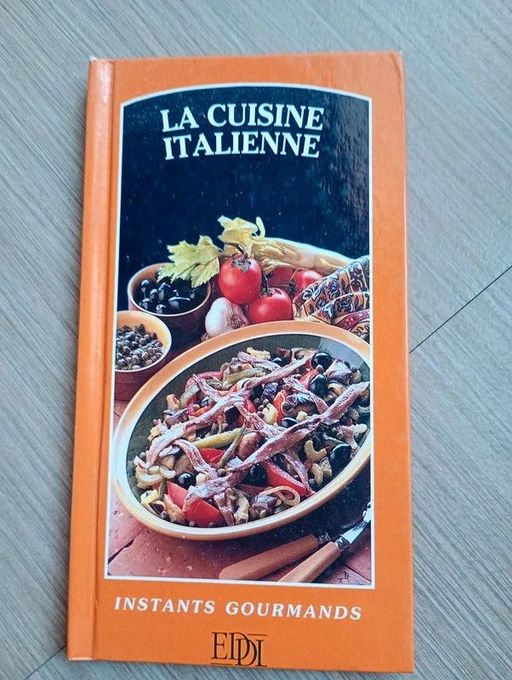 LA CUISINE
ITALIENNE
INSTANTS GOURMANDS
EDDL